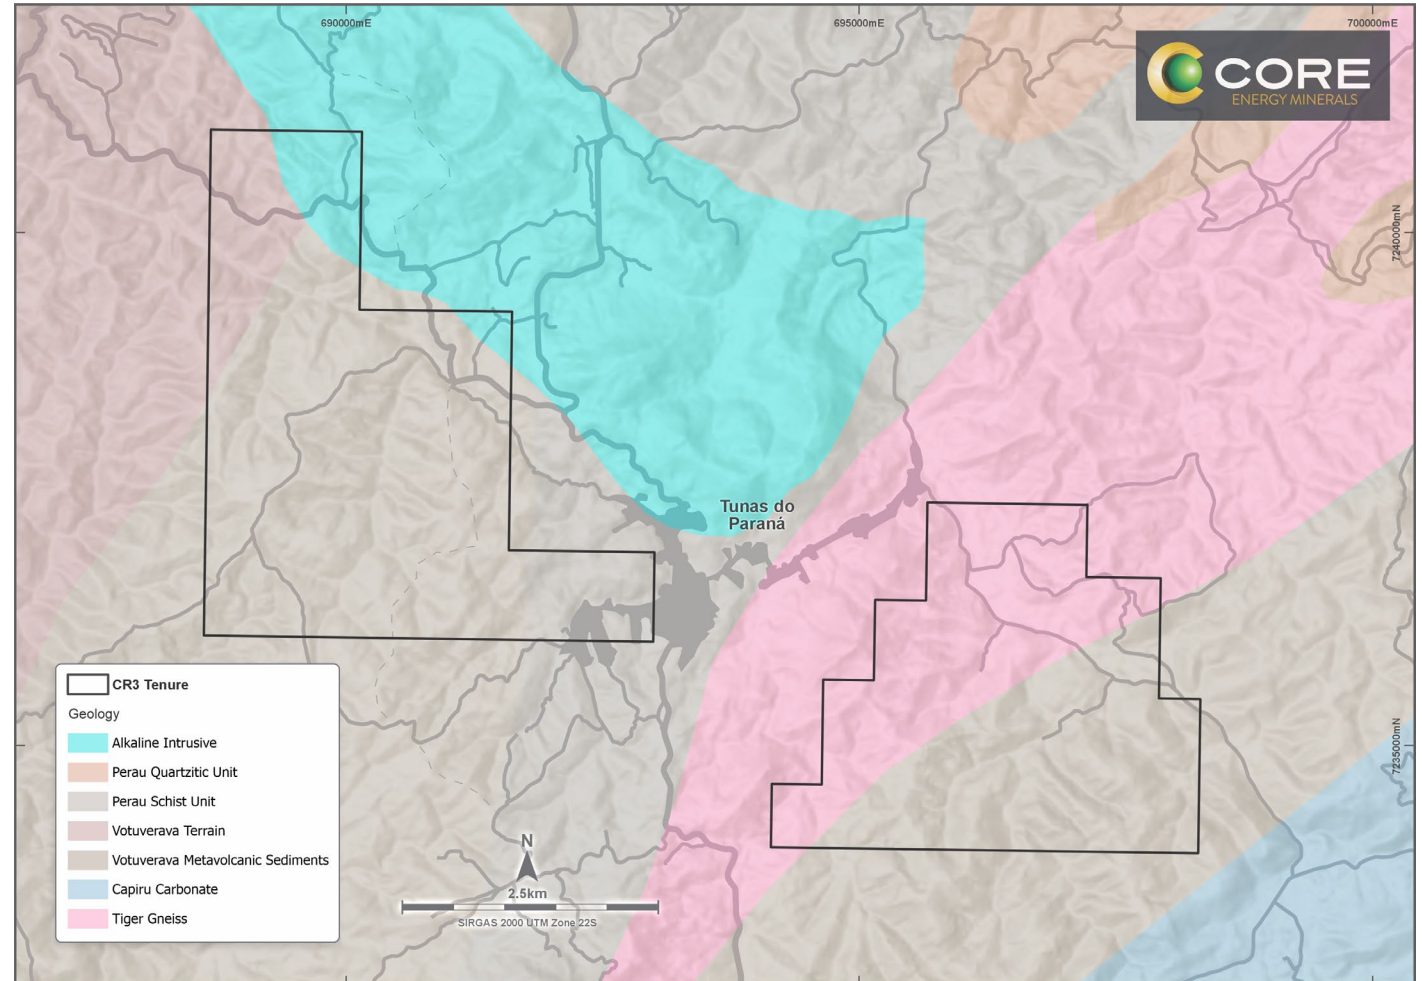 690000mE
695000mE
700000mE
CORE
ENERGY MINERALS
7240000mN
Tunas do
Paraná
CR3 Tenure
Geology
Alkaline Intrusive
Perau Quartzitic Unit
Perau Schist Unit
Votuverava Terrain
Votuverava Metavolcanic Sediments
Capiru Carbonate
Tiger Gneiss
7235000mN
N
2.5km
SIRGAS 2000 UTM Zone 22S